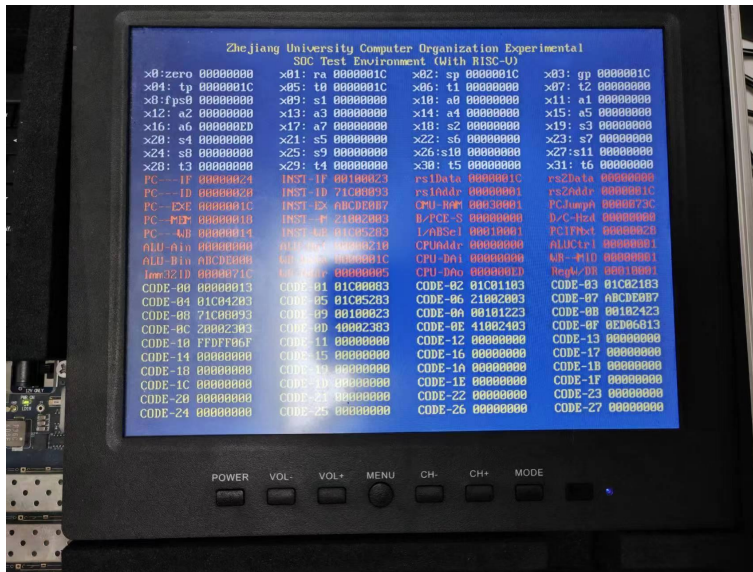 Zhejiang University Computer Organization Experimental
SOC Test Environment (With RISC-V)
x0:zero 00000000 x01: ra 0000001C x02: sp 0000001C x03: gp 0000001C
x04: tp 0000001C x05: t0 0000001C x06: t1 00000000 x07: t2 00000000
x8:fps0 00000000 x09: s1 00000000 x10: a0 00000000 x11: a1 00000000
x12: a2 00000000 x13: a3 00000000 x14: a4 00000000 x15: a5 00000000
x16: a6 000000ED x17: a7 00000000 x18: s2 00000000 x19: s3 00000000
x20: s4 00000000 x21: s5 00000000 x22: s6 00000000 x23: s7 00000000
x24: s8 00000000 x25: s9 00000000 x26:s10 00000000 x27:s11 00000000
x28: t3 00000000 x29: t4 00000000 x30: t5 00000000 x31: t6 00000000
PC---IF 00000024 INST-IF 00100023 rs1Data 0000001C rs2Data 00000000
PC---ID 00000020 INST-ID 71C08093 rs1Addr 00000001 rs2Addr 0000001C
PC--EXE 0000001C INST-EX ABCDE0B7 CMU-RAM 00030001 PCJumpA 0000073C
PC--MEM 00000018 INST--M 21002003 B/PCE-S 00000000 D/C-Hzd 00000000
PC---WB 00000014 INST-WB 01C05283 I/ABSel 00010001 PCIFNxt 00000028
ALU-Ain 00000000 00000210 CPUAddr 00000000 ALUCtrl 00000001
ALU-Bin ABCDE000 0000001C CPU-DAi 00000000 WR--MIO 00000001
Imm32ID 0000071C 00000005 CPU-DAo 000000ED RegW/DR 00010001
CODE-00 00000013 CODE-01 01C00083 CODE-02 01C01103 CODE-03 01C02183
CODE-04 01C04203 CODE-05 01C05283 CODE-06 21002003 CODE-07 ABCDE0B7
CODE-08 71C08093 CODE-09 00100023 CODE-0A 00101223 CODE-0B 00102423
CODE-0C 20002303 CODE-0D 40002383 CODE-0E 41002403 CODE-0F 0ED06813
CODE-10 FFDFF06F CODE-11 00000000 CODE-12 00000000 CODE-13 00000000
CODE-14 00000000 CODE-15 00000000 CODE-16 00000000 CODE-17 00000000
CODE-18 00000000 CODE-19 00000000 CODE-1A 00000000 CODE-1B 00000000
CODE-1C 00000000 CODE-1D 00000000 CODE-1E 00000000 CODE-1F 00000000
CODE-20 00000000 CODE-21 00000000 CODE-22 00000000 CODE-23 00000000
CODE-24 00000000 CODE-25 00000000 CODE-26 00000000 CODE-27 00000000
POWER VOL- VOL+ MENU CH- CH+ MODE
12V ONLY